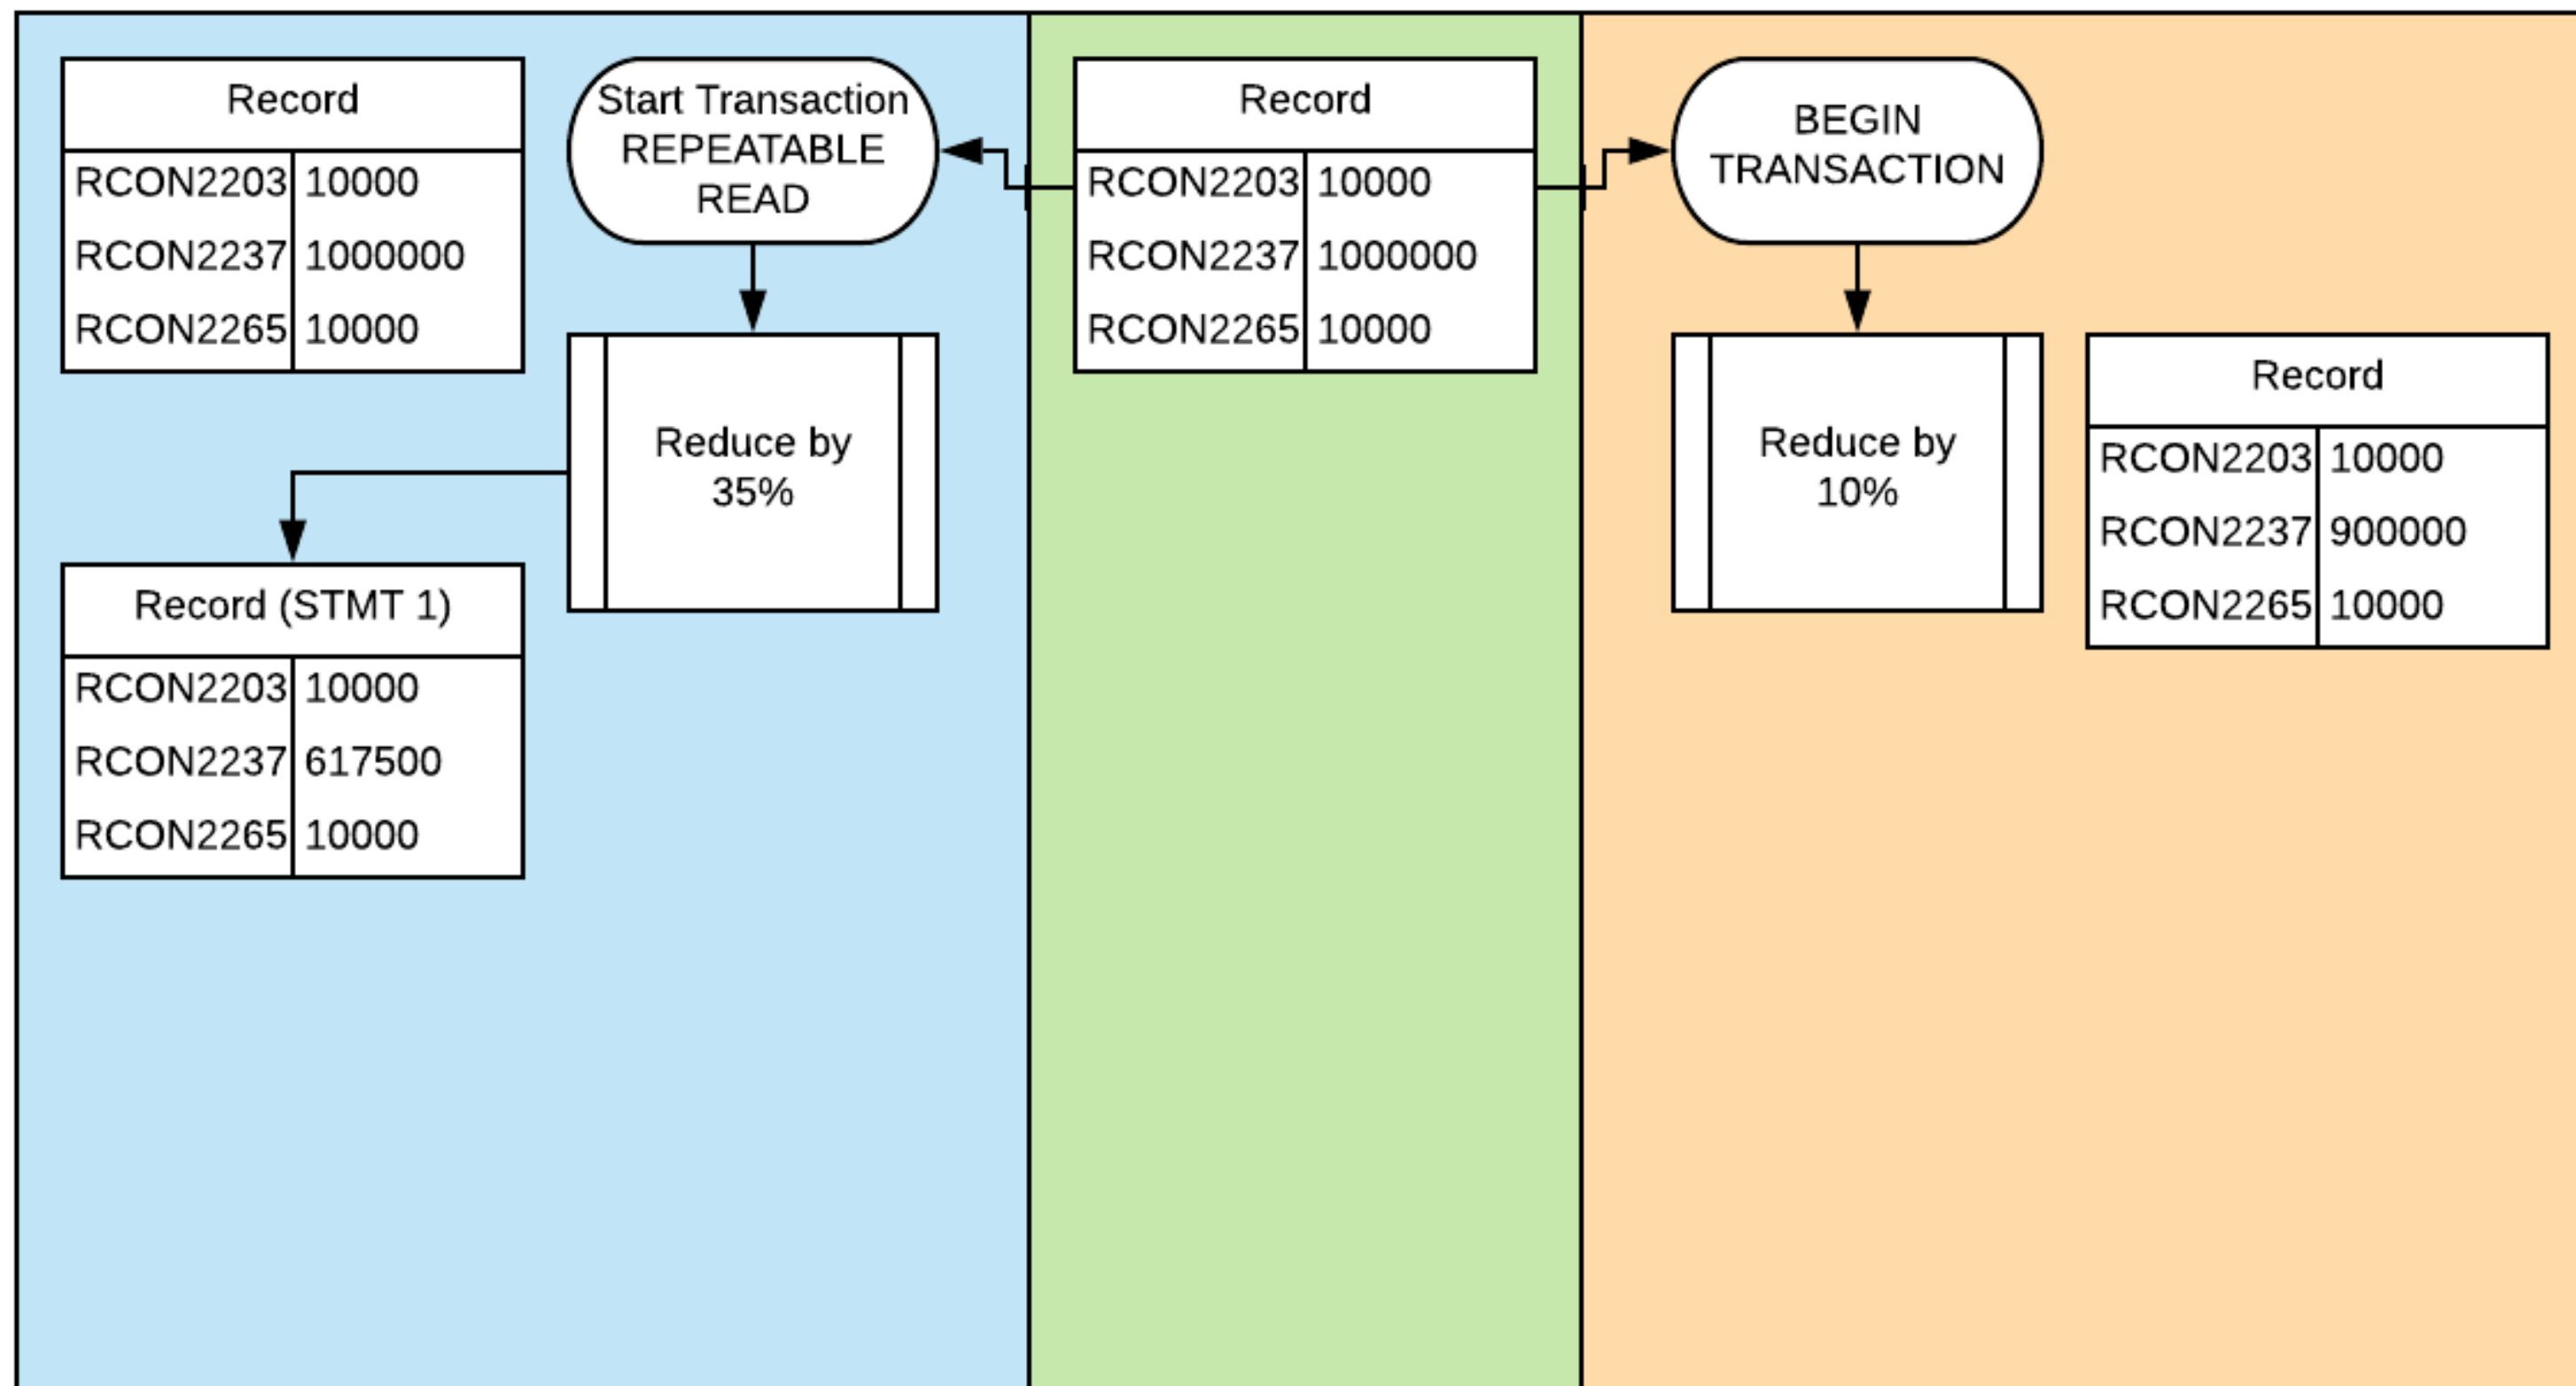 Record
RCON2203 10000
RCON2237 1000000
RCON2265 10000
Start Transaction
REPEATABLE
READ
Reduce by
35%
Record (STMT 1)
RCON2203 10000
RCON2237 617500
RCON2265 10000
Record
RCON2203 10000
RCON2237 1000000
RCON2265 10000
BEGIN
TRANSACTION
Reduce by
10%
Record
RCON2203 10000
RCON2237 900000
RCON2265 10000